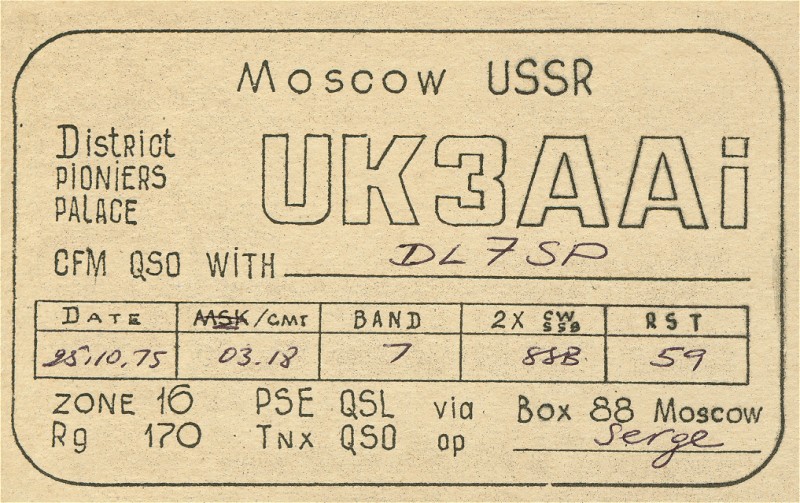 Moscow USSR
District
PIONIERS
PALACE
UK3AAi
CFM QSO WITH DL7SP
DATE MSK/GMT BAND 2X CW SSB RST
25.10.75 03.18 7 SSB 59
ZONE 16 PSE QSL via Box 88 Moscow
Rg 170 TNX QSO op Serge